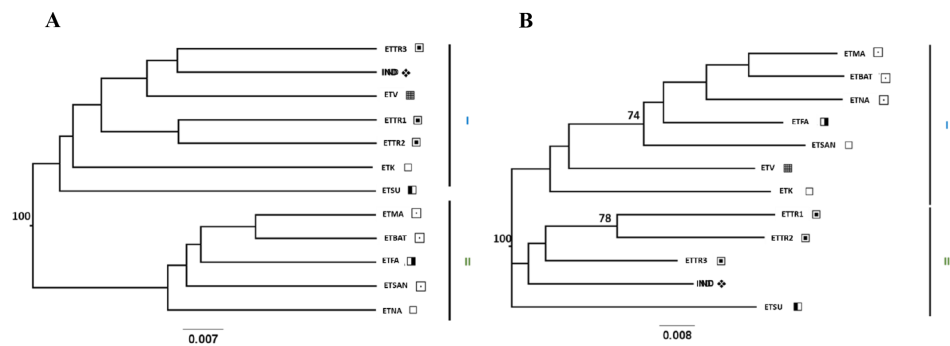 A
ETTR3
IND
ETV
ETTR1
I
ETTR2
ETK
ETSU
100
ETMA
ETBAT
ETFA
II
ETSAN
ETNA
0.007
B
ETMA
ETBAT
ETNA
74
ETFA
I
ETSAN
ETV
ETK
78
ETTR1
ETTR2
100
ETTR3
II
IND
ETSU
0.008